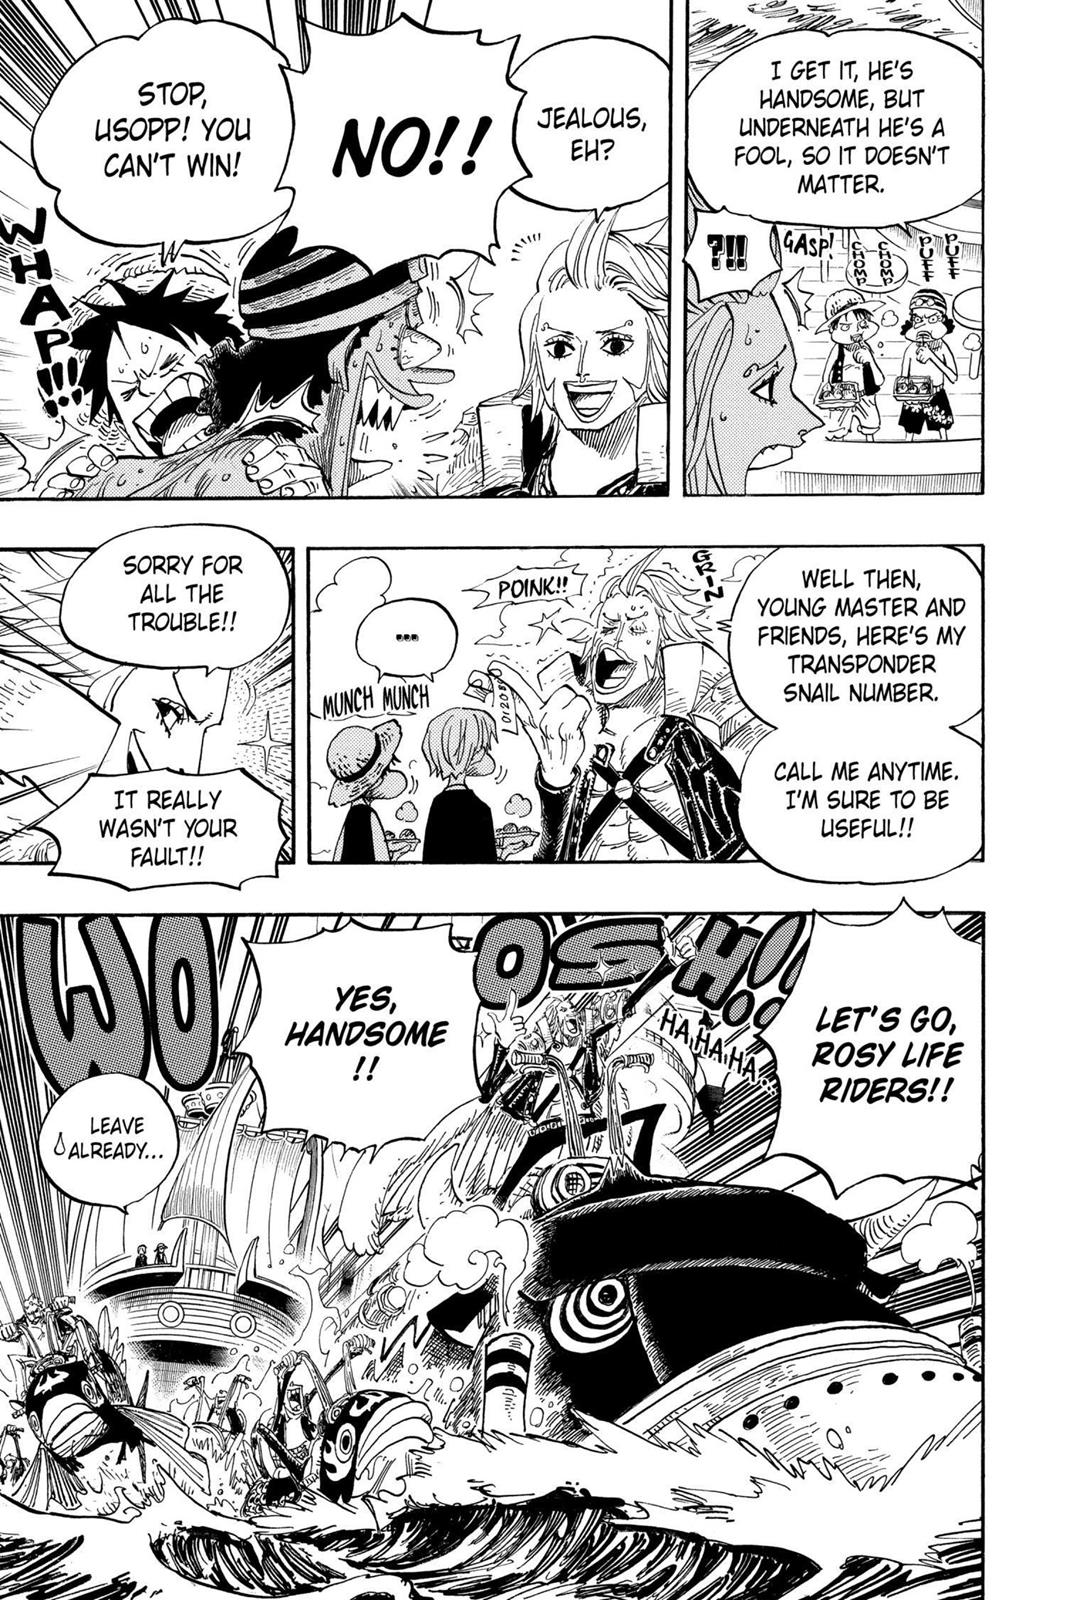 I GET IT, HE'S
HANDSOME, BUT
UNDERNEATH HE'S A
FOOL, SO IT DOESN'T
MATTER.
?!!
GASP!
CHOMP
CHOMP
PUFF
PUFF
JEALOUS,
EH?
NO!!
STOP,
USOPP! YOU
CAN'T WIN!
WHAP!!!
WELL THEN,
YOUNG MASTER AND
FRIENDS, HERE'S MY
TRANSPONDER
SNAIL NUMBER.
CALL ME ANYTIME.
I'M SURE TO BE
USEFUL!!
GRIN
POINK!!
...
MUNCH MUNCH
SORRY FOR
ALL THE
TROUBLE!!
IT REALLY
WASN'T YOUR
FAULT!!
LET'S GO,
ROSY LIFE
RIDERS!!
HA HA HA...
YES,
HANDSOME
!!
WOOSH!!
LEAVE
ALREADY...